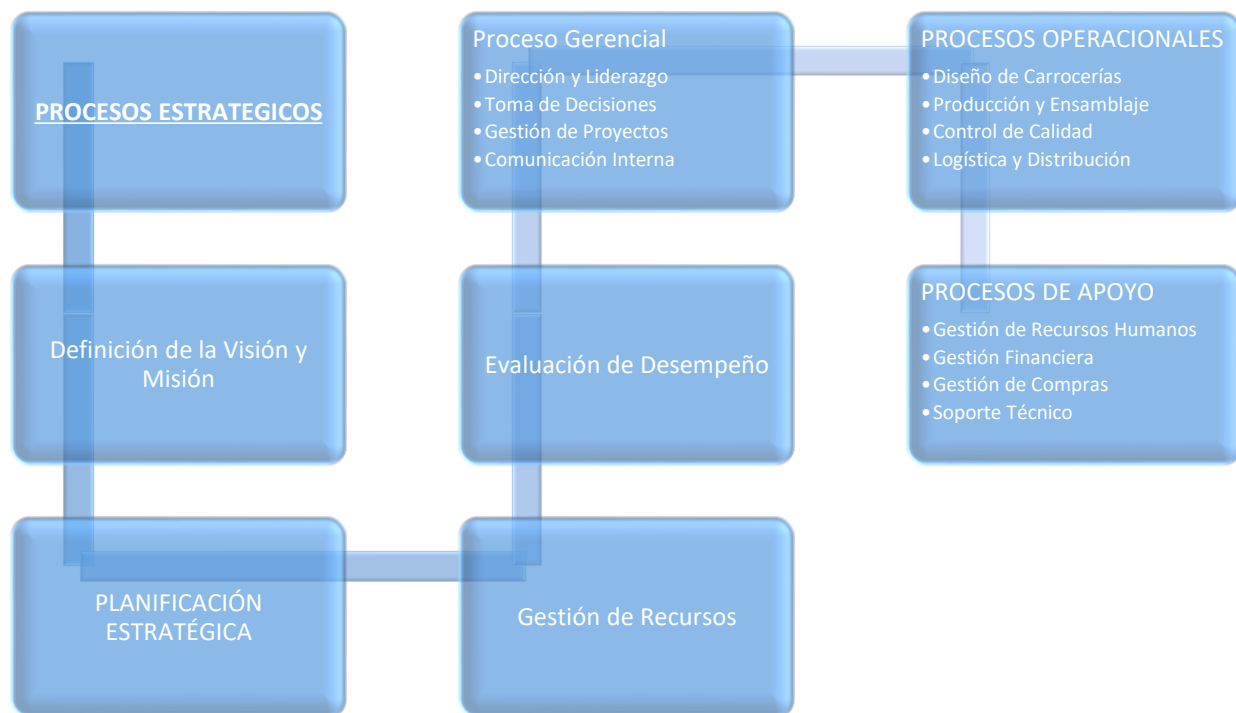 PROCESOS ESTRATEGICOS
Definición de la Visión y
Misión
PLANIFICACIÓN
ESTRATÉGICA
Gestión de Recursos
Evaluación de Desempeño
Proceso Gerencial
•Dirección y Liderazgo
•Toma de Decisiones
•Gestión de Proyectos
•Comunicación Interna
PROCESOS OPERACIONALES
•Diseño de Carrocerías
•Producción y Ensamblaje
•Control de Calidad
•Logística y Distribución
PROCESOS DE APOYO
•Gestión de Recursos Humanos
•Gestión Financiera
•Gestión de Compras
•Soporte Técnico